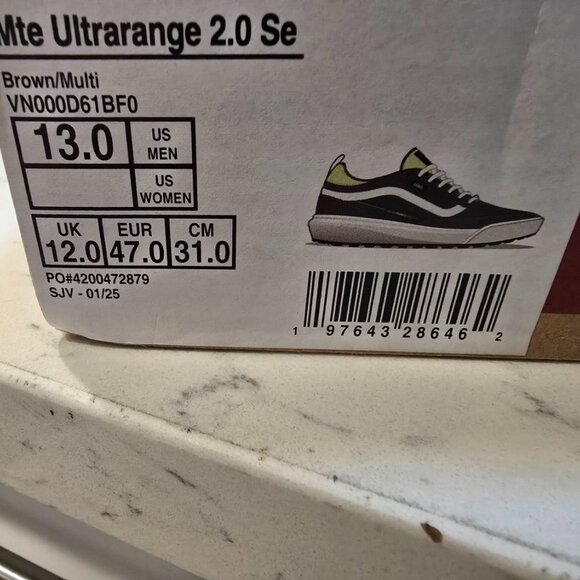 Mte Ultrarange 2.0 Se
Brown/Multi
VN000D61BF0
13.0 US MEN
US WOMEN
UK EUR CM
12.0 47.0 31.0
PO#4200472879
SJV - 01/25
1 97643 28646 2